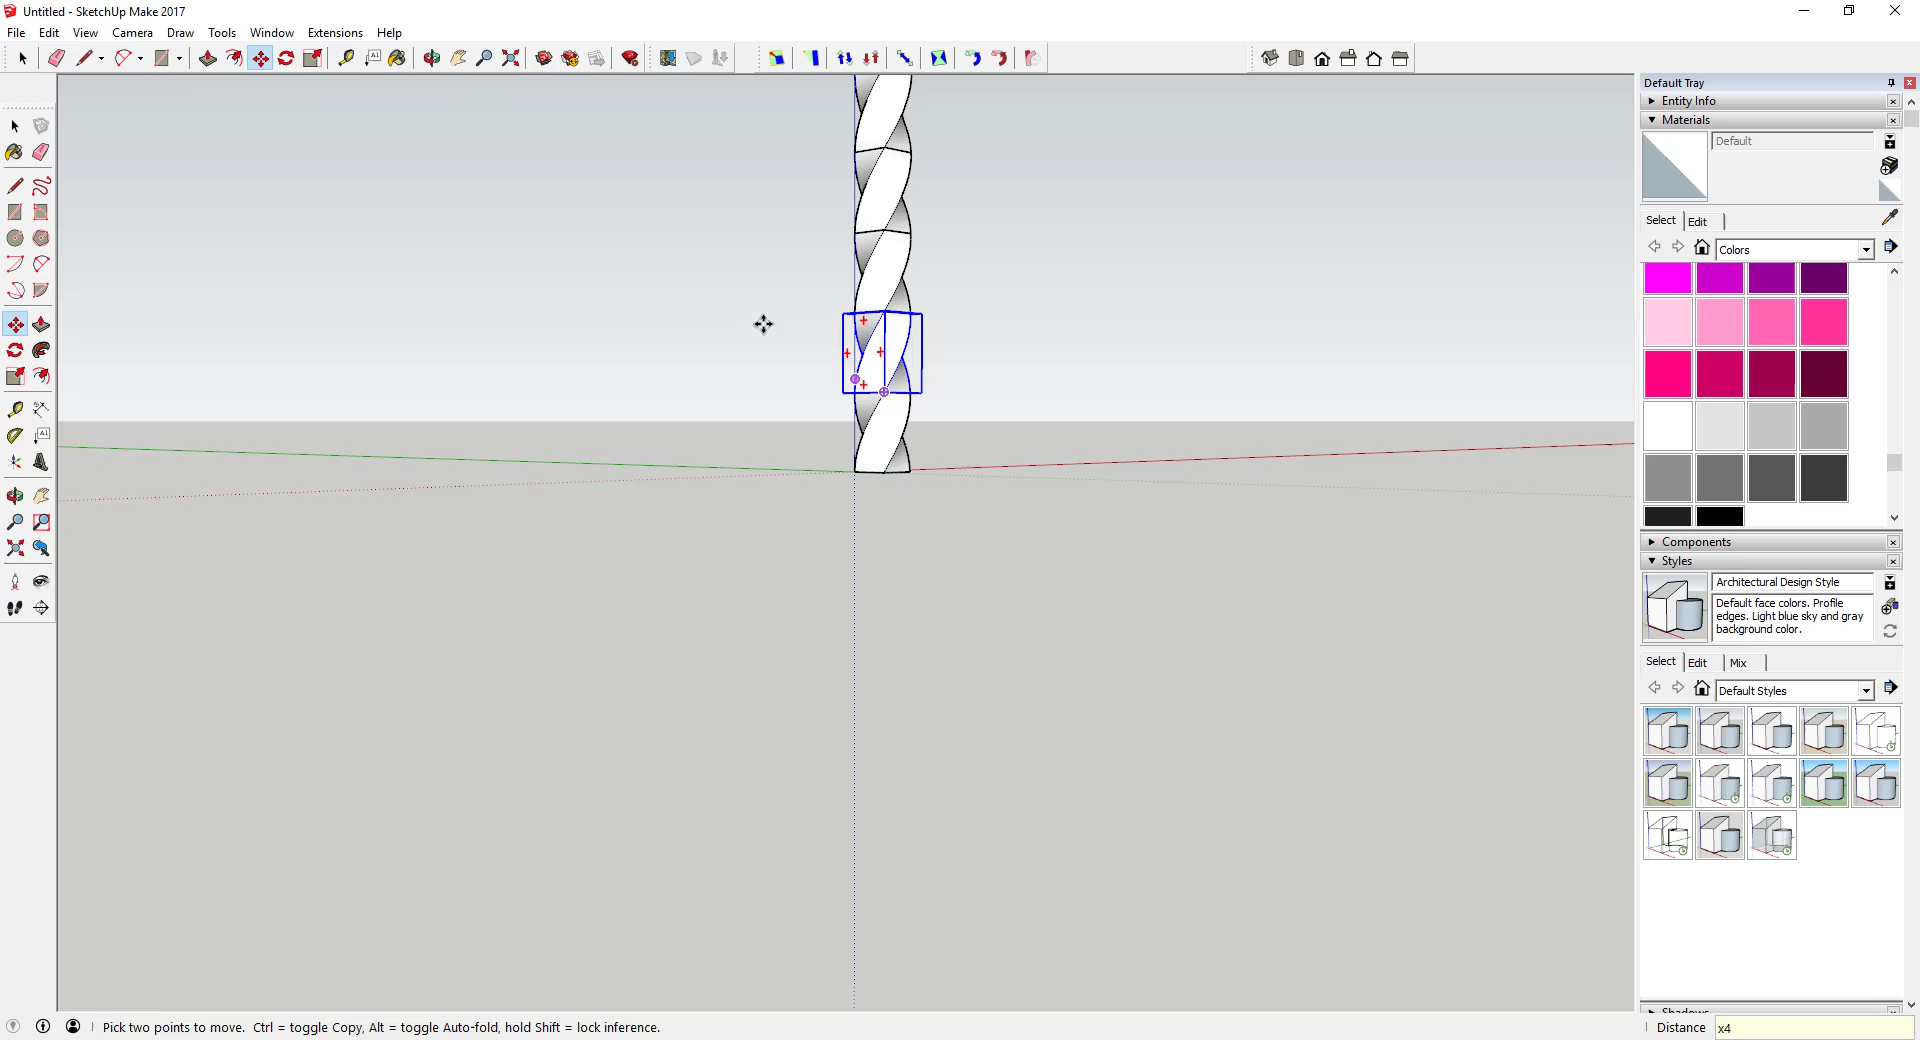 Untitled - SketchUp Make 2017
File Edit View Camera Draw Tools Window Extensions Help
A1
Default Tray
Entity Info
Materials
Default
Select Edit
Colors
A1
Components
Styles
Architectural Design Style
Default face colors. Profile
edges. Light blue sky and gray
background color.
Select Edit Mix
Default Styles
Shadows
Pick two points to move. Ctrl = toggle Copy, Alt = toggle Auto-fold, hold Shift = lock inference.
Distance x4